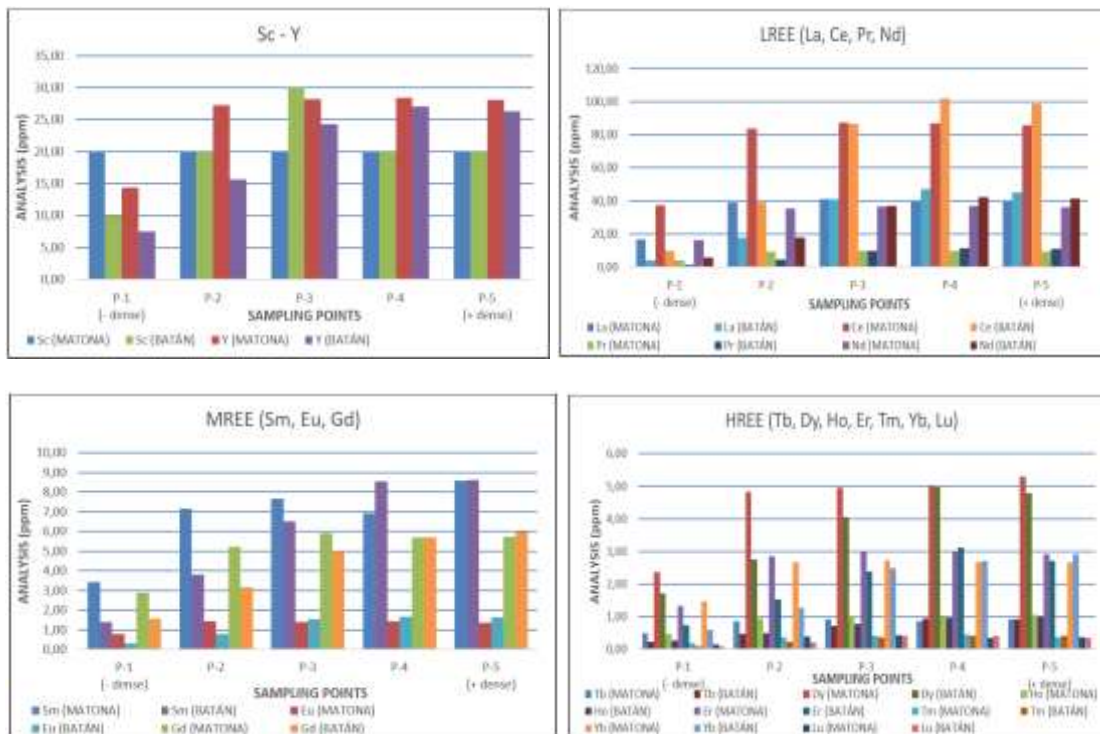 Sc - Y
35,00
30,00
25,00
20,00
15,00
10,00
5,00
0,00
ANALYSIS (ppm)
P-1 P-2 P-3 P-4 P-5
(- dense) SAMPLING POINTS (+ dense)
Sc (MATONA) Sc (BATÁN) Y (MATONA) Y (BATÁN)
LREE (La, Ce, Pr, Nd)
120,00
100,00
80,00
60,00
40,00
20,00
0,00
ANALYSIS (ppm)
P-1 P-2 P-3 P-4 P-5
(- dense) SAMPLING POINTS (+ dense)
La (MATONA) La (BATÁN) Ce (MATONA) Ce (BATÁN)
Pr (MATONA) Pr (BATÁN) Nd (MATONA) Nd (BATÁN)
MREE (Sm, Eu, Gd)
10,00
9,00
8,00
7,00
6,00
5,00
4,00
3,00
2,00
1,00
0,00
ANALYSIS (ppm)
P-1 P-2 P-3 P-4 P-5
(- dense) SAMPLING POINTS (+ dense)
Sm (MATONA) Sm (BATÁN) Eu (MATONA)
Eu (BATÁN) Gd (MATONA) Gd (BATÁN)
HREE (Tb, Dy, Ho, Er, Tm, Yb, Lu)
6,00
5,00
4,00
3,00
2,00
1,00
0,00
ANALYSIS (ppm)
P-1 P-2 P-3 P-4 P-5
(- dense) SAMPLING POINTS (+ dense)
Tb (MATONA) Tb (BATÁN) Dy (MATONA) Dy (BATÁN) Ho (MATONA)
Ho (BATÁN) Er (MATONA) Er (BATÁN) Tm (MATONA) Tm (BATÁN)
Yb (MATONA) Yb (BATÁN) Lu (MATONA) Lu (BATÁN)